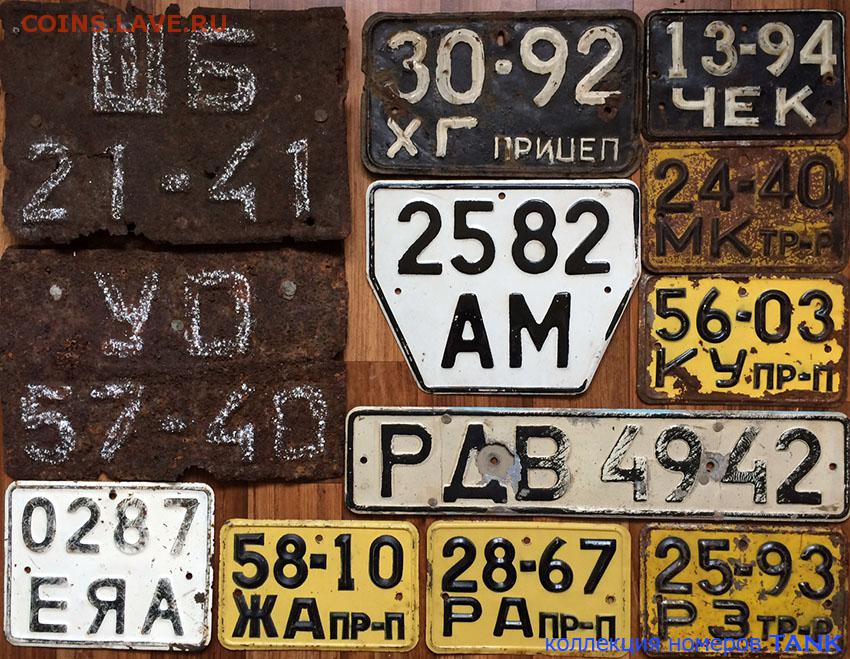 COINS.LAVE.RU
ШБ
21-41
УО
57-40
0287
ЕЯА
30-92
ХГ ПРИЦЕП
13-94
ЧЕК
2582
АМ
24-40
МК ТР-Р
56-03
КУ ПР-П
РДВ 4942
58-10
ЖА ПР-П
28-67
РА ПР-П
25-93
РЗ ТР-Р
коллекция номеров TANK